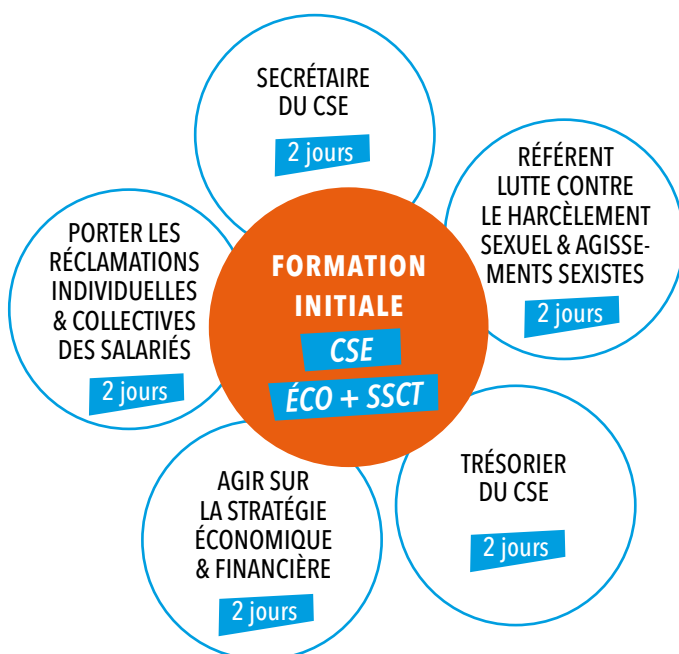 SECRÉTAIRE
DU CSE
2 jours
RÉFÉRENT
LUTTE CONTRE
LE HARCÈLEMENT
SEXUEL & AGISSE-
MENTS SEXISTES
2 jours
PORTER LES
RÉCLAMATIONS
INDIVIDUELLES
& COLLECTIVES
DES SALARIÉS
2 jours
FORMATION
INITIALE
CSE
ÉCO + SSCT
TRÉSORIER
DU CSE
2 jours
AGIR SUR
LA STRATÉGIE
ÉCONOMIQUE
& FINANCIÈRE
2 jours